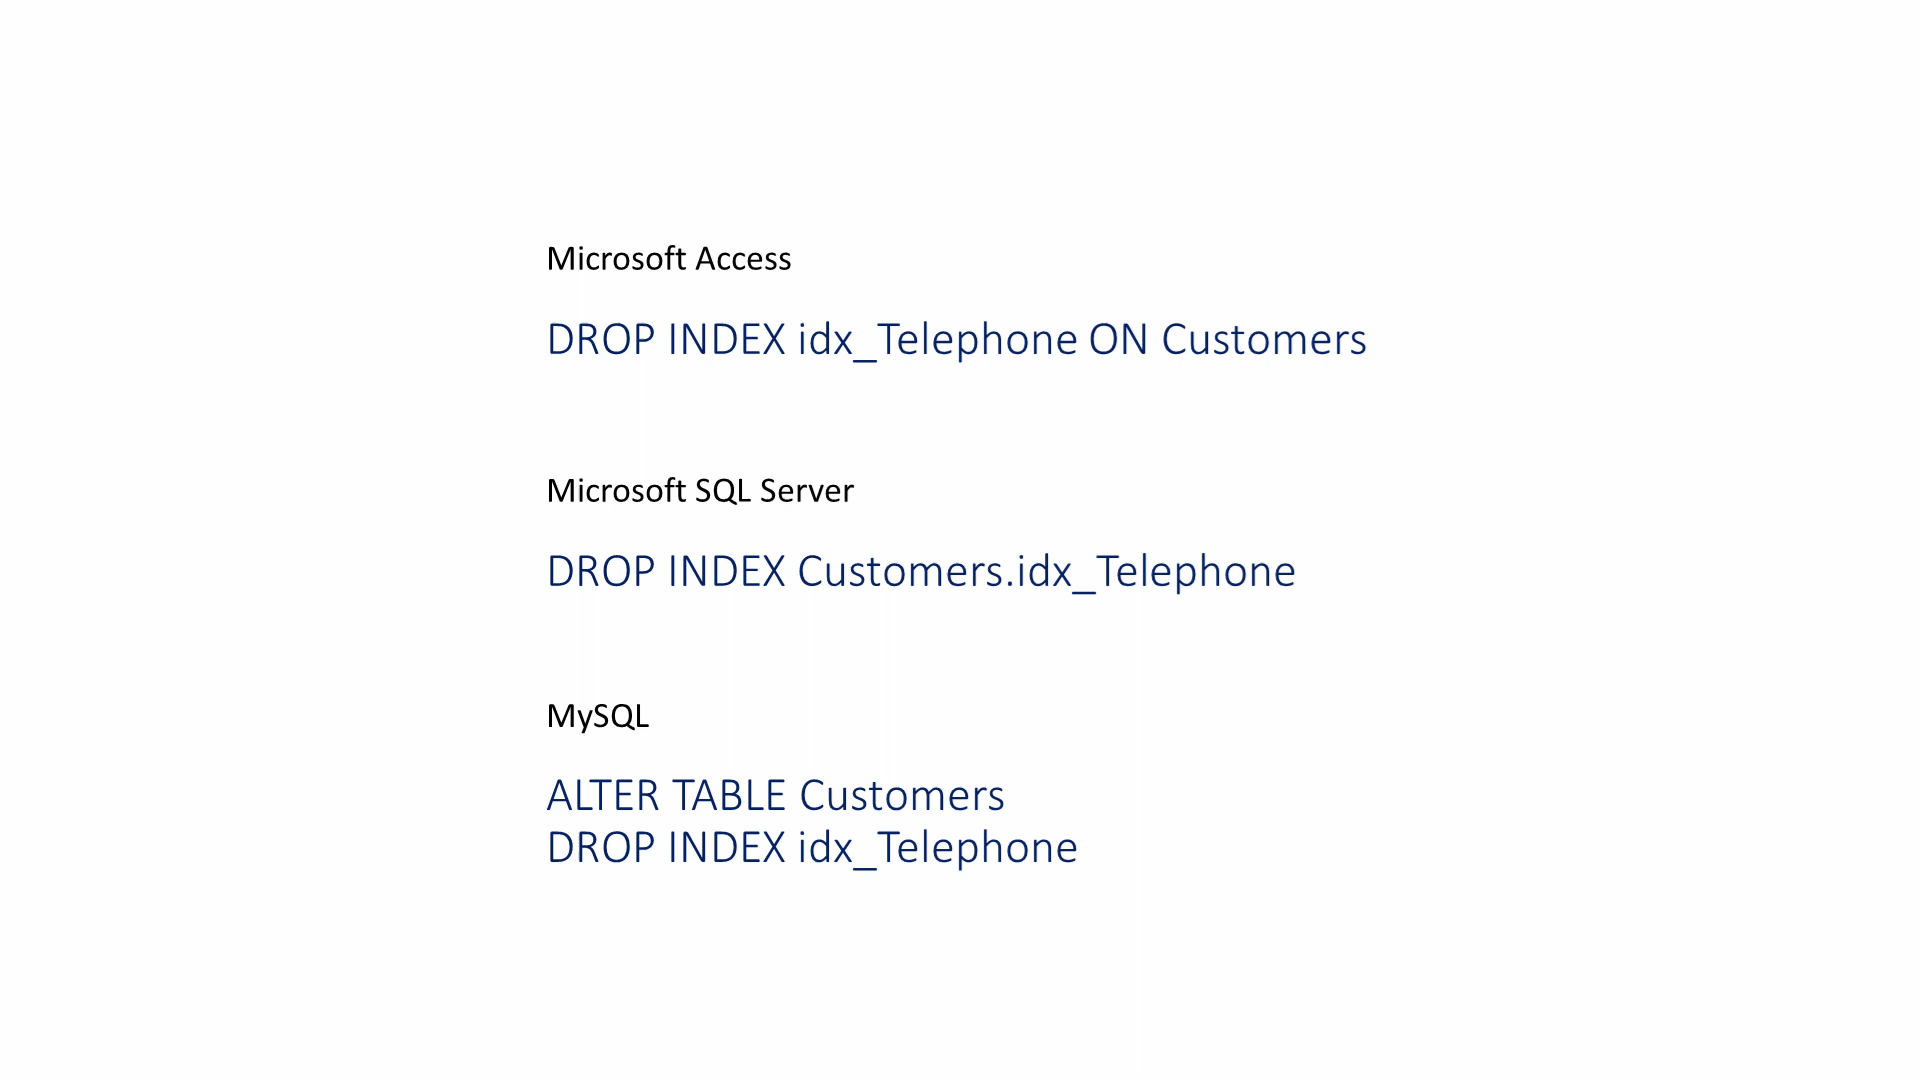 Microsoft Access
DROP INDEX idx_Telephone ON Customers
Microsoft SQL Server
DROP INDEX Customers.idx_Telephone
MySQL
ALTER TABLE Customers
DROP INDEX idx_Telephone